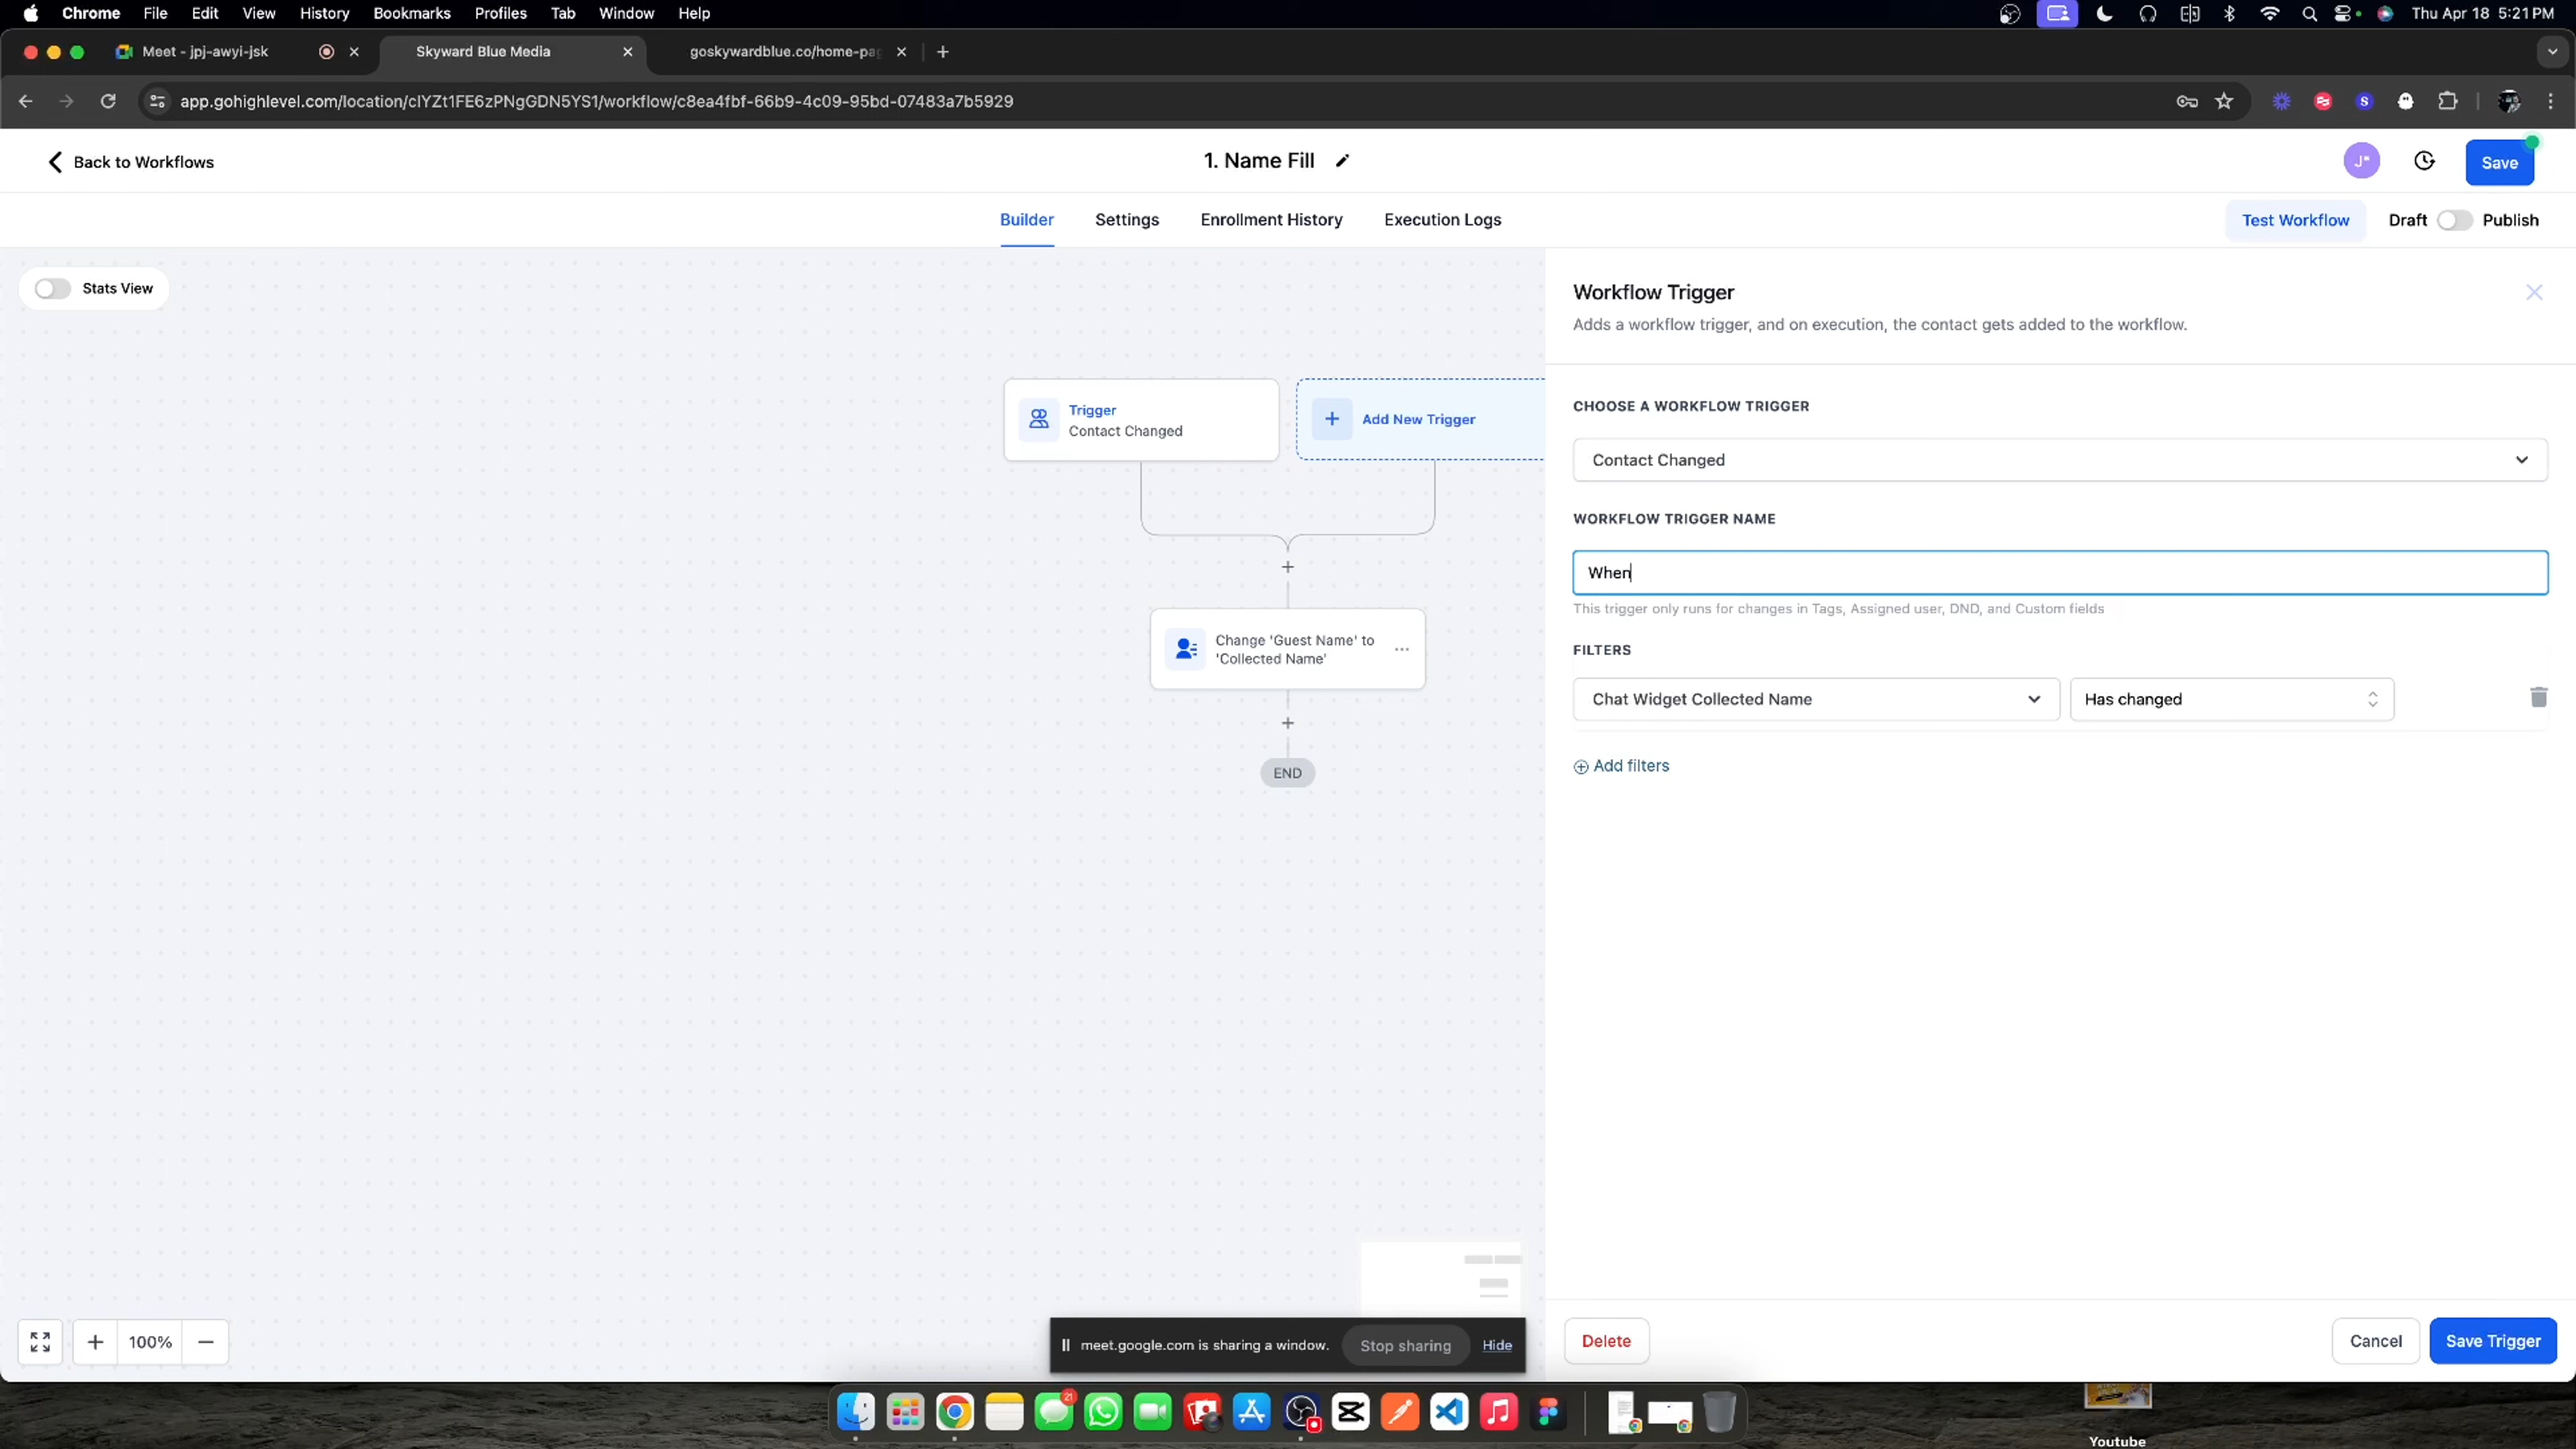 Chrome File Edit View History Bookmarks Profiles Tab Window Help Thu Apr 18 5:21 PM
Meet - jpj-awyi-jsk Skyward Blue Media goskywardblue.co/home-pag
app.gohighlevel.com/location/cIYZt1FE6zPNgGDN5YS1/workflow/c8ea4fbf-66b9-4c09-95bd-07483a7b5929
Back to Workflows 1. Name Fill Save
Builder Settings Enrollment History Execution Logs Test Workflow Draft Publish
Stats View
Workflow Trigger
Adds a workflow trigger, and on execution, the contact gets added to the workflow.
Trigger
Contact Changed
Add New Trigger
CHOOSE A WORKFLOW TRIGGER
Contact Changed
WORKFLOW TRIGGER NAME
When
This trigger only runs for changes in Tags, Assigned user, DND, and Custom fields
Change 'Guest Name' to
'Collected Name'
FILTERS
Chat Widget Collected Name Has changed
Add filters
END
100%
meet.google.com is sharing a window. Stop sharing Hide
Delete Cancel Save Trigger
21
Youtube